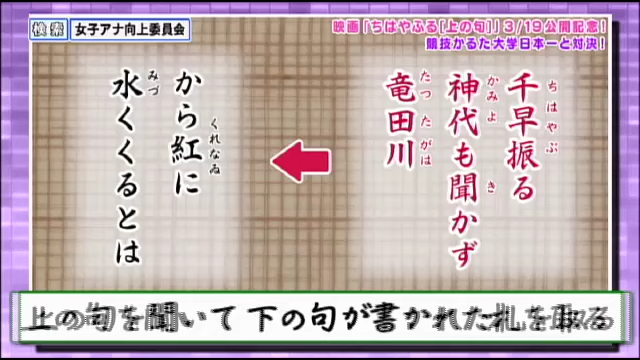 検索 女子アナ向上委員会
映画「ちはやふる[上の句]」3/19公開記念!
競技かるた大学日本一と対決!
ちはやぶ
千早振る
かみよ き
神代も聞かず
たつたがは
竜田川
くれなゐ
から紅に
みづ
水くくるとは
上の句を聞いて下の句が書かれた札を取る